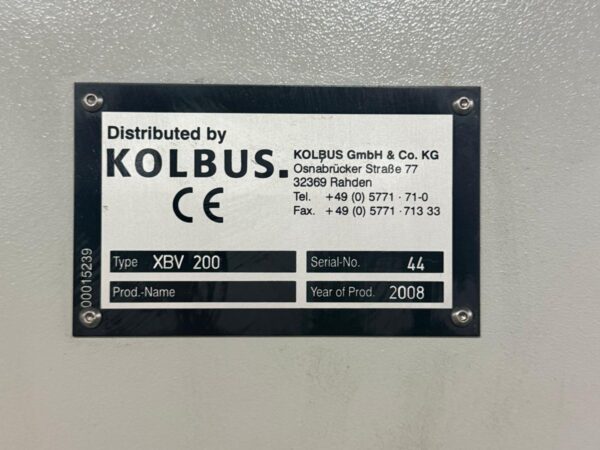 Distributed by
KOLBUS.
CE
KOLBUS GmbH & Co. KG
Osnabrücker Straße 77
32369 Rahden
Tel. +49 (0) 5771 · 71-0
Fax. +49 (0) 5771 · 713 33
Type XBV 200
Serial-No. 44
Prod.-Name
Year of Prod. 2008
00015239